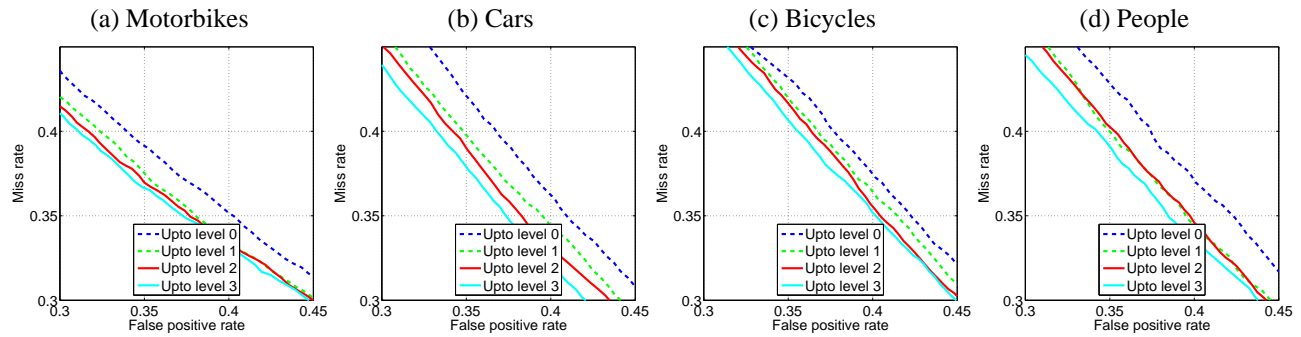 (a) Motorbikes
(b) Cars
(c) Bicycles
(d) People
0.3 0.35 0.4 0.45
0.3
0.35
0.4
False positive rate
Miss rate
Upto level 0
Upto level 1
Upto level 2
Upto level 3
0.3 0.35 0.4 0.45
0.3
0.35
0.4
False positive rate
Miss rate
Upto level 0
Upto level 1
Upto level 2
Upto level 3
0.3 0.35 0.4 0.45
0.3
0.35
0.4
False positive rate
Miss rate
Upto level 0
Upto level 1
Upto level 2
Upto level 3
0.3 0.35 0.4 0.45
0.3
0.35
0.4
False positive rate
Miss rate
Upto level 0
Upto level 1
Upto level 2
Upto level 3